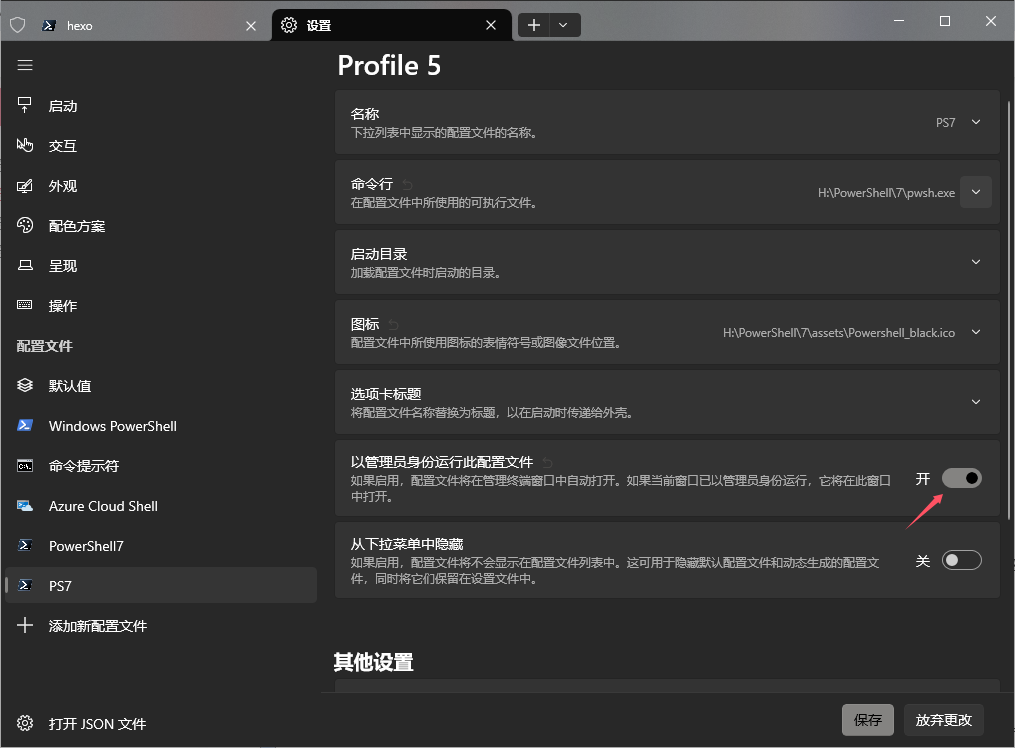 hexo
设置
Profile 5
启动
交互
外观
配色方案
呈现
操作
配置文件
默认值
Windows PowerShell
命令提示符
Azure Cloud Shell
PowerShell7
PS7
添加新配置文件
打开 JSON 文件
名称
下拉列表中显示的配置文件的名称。
PS7
命令行
在配置文件中所使用的可执行文件。
H:\PowerShell\7\pwsh.exe
启动目录
加载配置文件时启动的目录。
图标
配置文件中所使用图标的表情符号或图像文件位置。
H:\PowerShell\7\assets\Powershell_black.ico
选项卡标题
将配置文件名称替换为标题，以在启动时传递给外壳。
以管理员身份运行此配置文件
如果启用，配置文件将在管理终端窗口中自动打开。如果当前窗口已以管理员身份运行，它将在此窗口
中打开。
开
从下拉菜单中隐藏
如果启用，配置文件将不会显示在配置文件列表中。这可用于隐藏默认配置文件和动态生成的配置文
件，同时将它们保留在设置文件中。
关
其他设置
保存
放弃更改